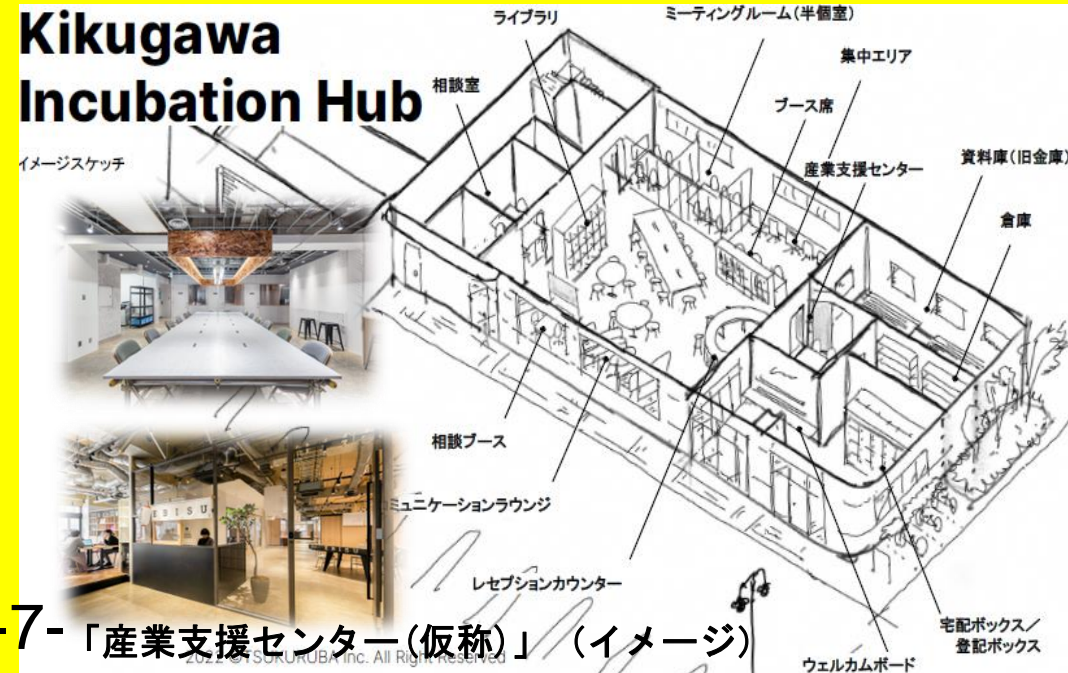 Kikugawa
Incubation Hub
イメージスケッチ
ライブラリ
ミーティングルーム(半個室)
集中エリア
相談室
ブース席
産業支援センター
資料庫(旧金庫)
倉庫
相談ブース
ミュニケーションラウンジ
レセプションカウンター
宅配ボックス/
登記ボックス
ウェルカムボード
EBISU
-7-
「産業支援センター(仮称)」 (イメージ)
2022 © TSUKURUBA Inc. All Right Reserved